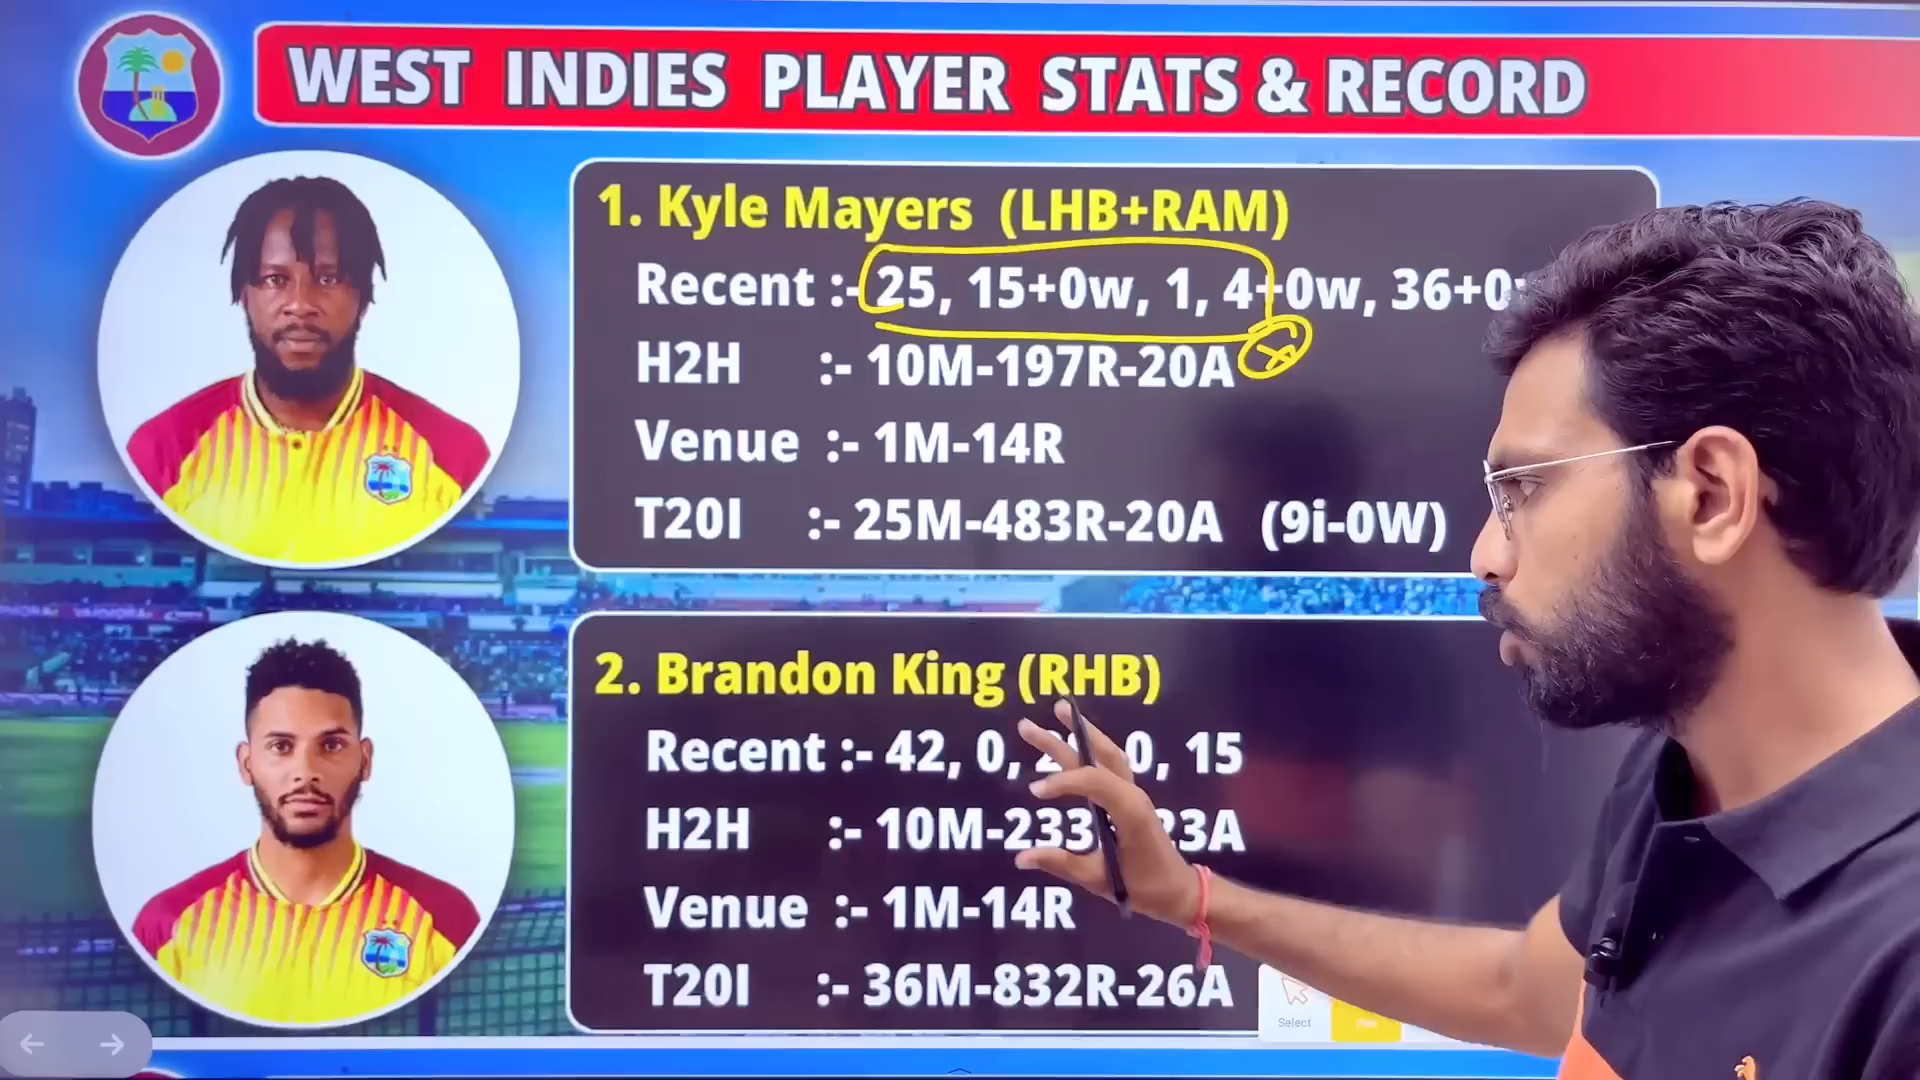 WEST INDIES PLAYER STATS & RECORD
1. Kyle Mayers (LHB+RAM)
Recent :- 25, 15+0w, 1, 4+0w, 36+0
H2H :- 10M-197R-20A
Venue :- 1M-14R
T20I :- 25M-483R-20A (9i-0W)
2. Brandon King (RHB)
Recent :- 42, 0, 0, 15
H2H :- 10M-233 23A
Venue :- 1M-14R
T20I :- 36M-832R-26A
Select